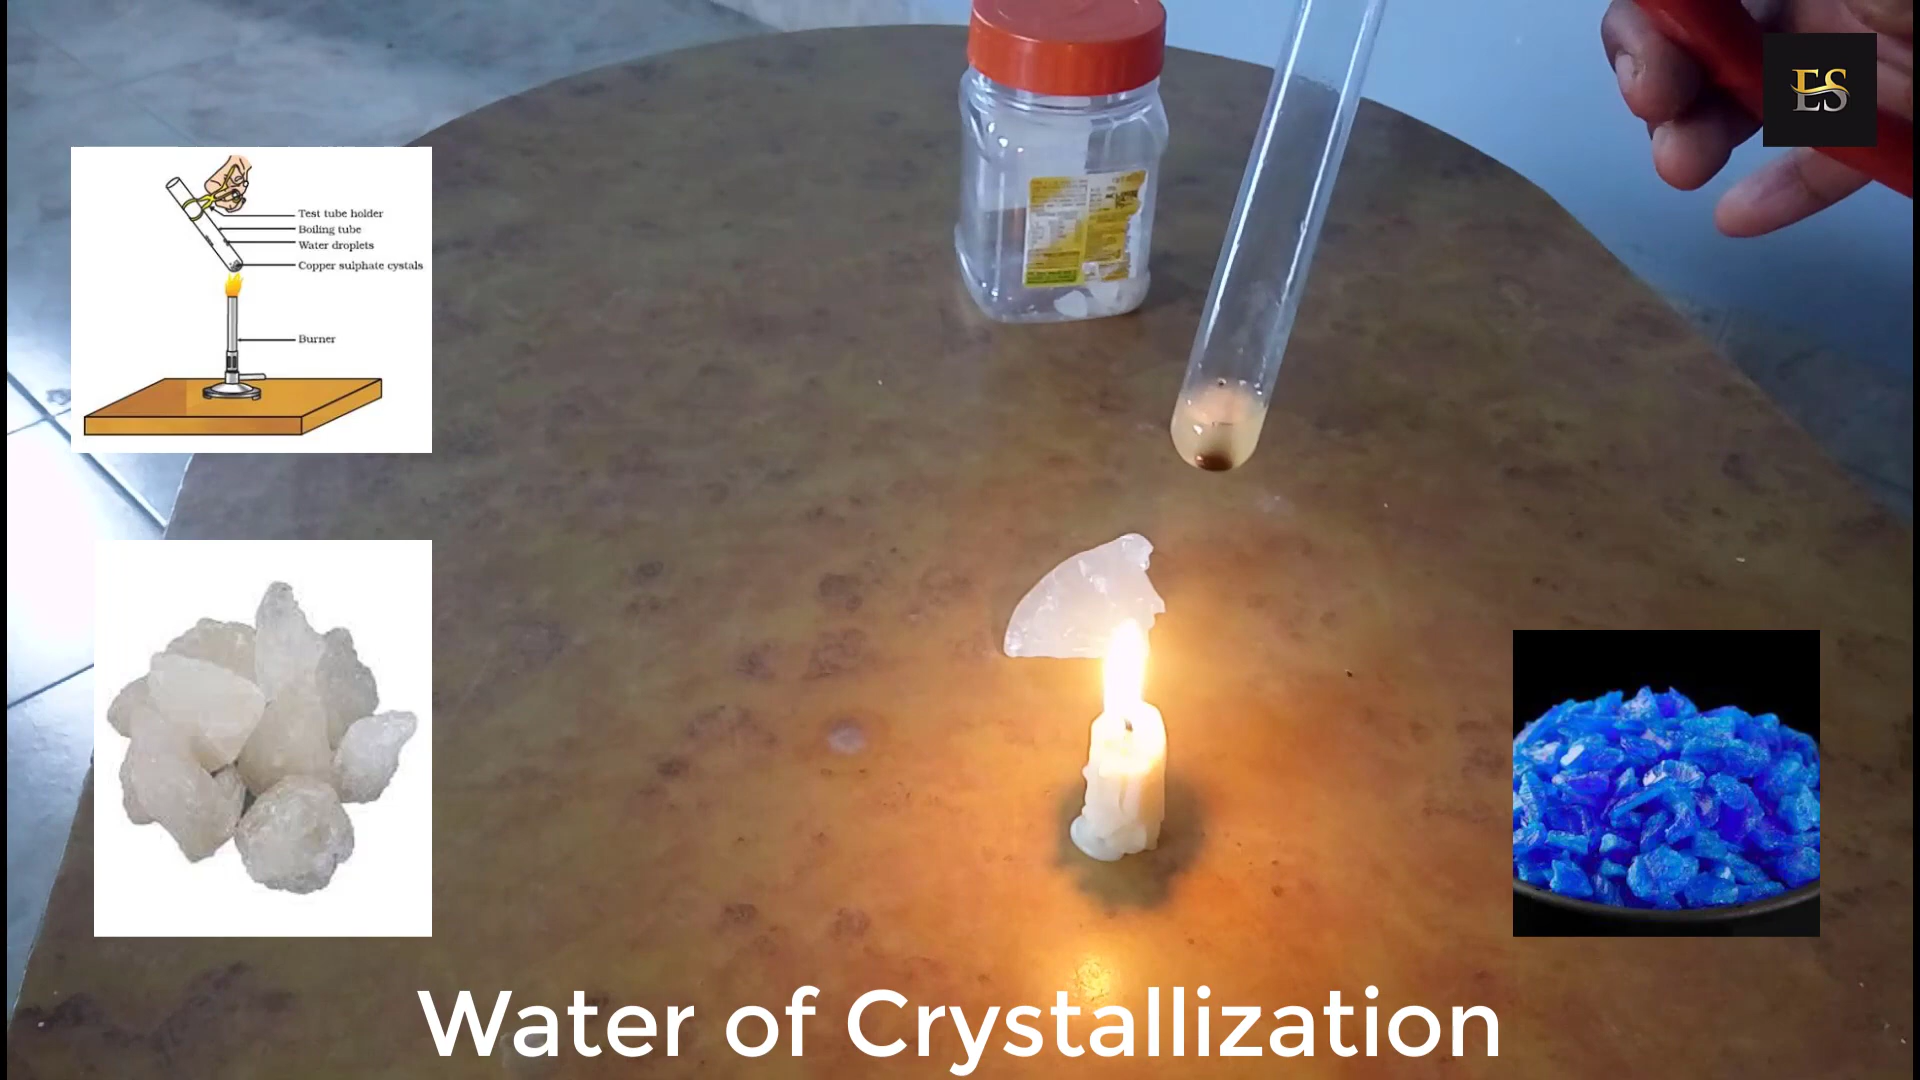 ES
Test tube holder
Boiling tube
Water droplets
Copper sulphate cystals
Burner
Water of Crystallization